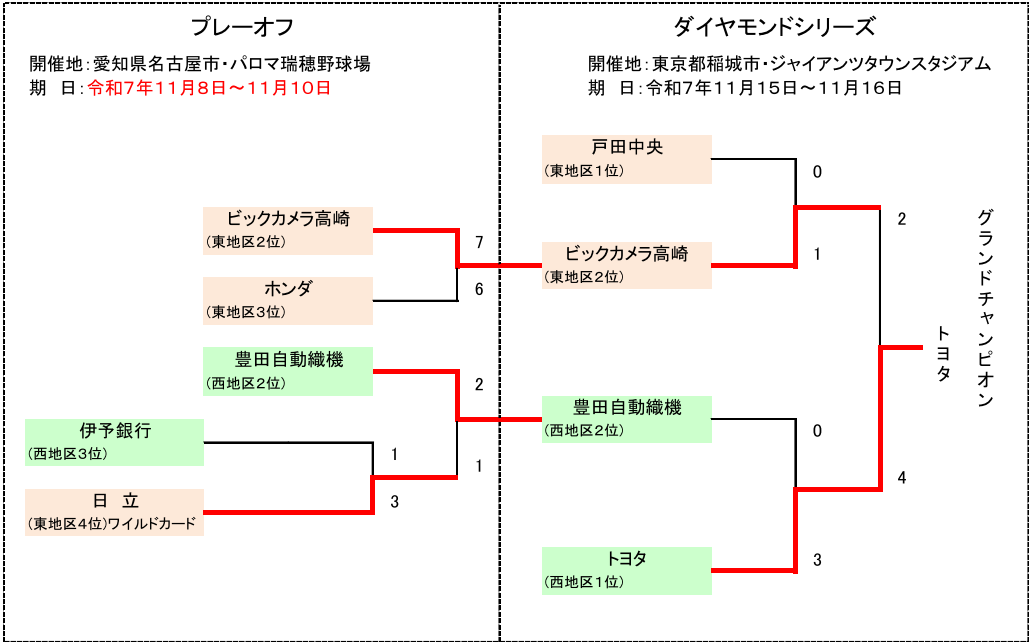 プレーオフ
開催地:愛知県名古屋市・パロマ瑞穂野球場
期　日:令和7年11月8日～11月10日
ビックカメラ高崎
(東地区2位)
7
ホンダ
(東地区3位)
6
豊田自動織機
(西地区2位)
2
伊予銀行
(西地区3位)
1
1
日　立
(東地区4位)ワイルドカード
3
ダイヤモンドシリーズ
開催地:東京都稲城市・ジャイアンツタウンスタジアム
期　日:令和7年11月15日～11月16日
戸田中央
(東地区1位)
0
2
ビックカメラ高崎
(東地区2位)
1
豊田自動織機
(西地区2位)
0
4
トヨタ
(西地区1位)
3
グランドチャンピオン
トヨタ